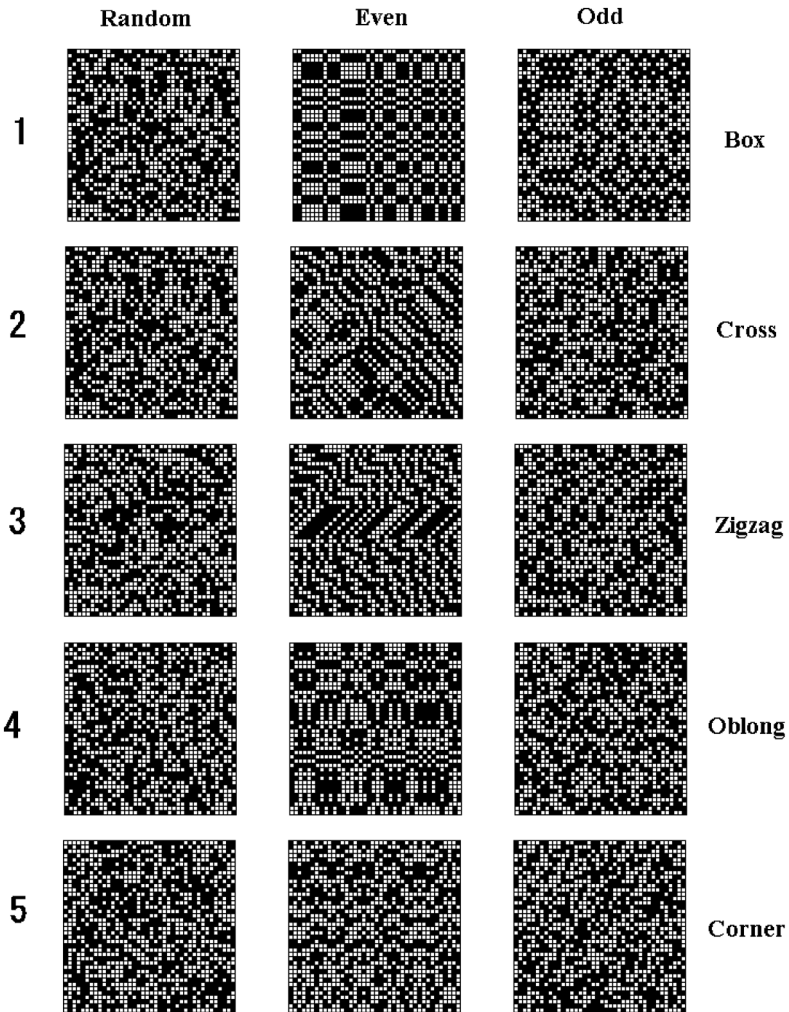 Random Even Odd
1 Box
2 Cross
3 Zigzag
4 Oblong
5 Corner